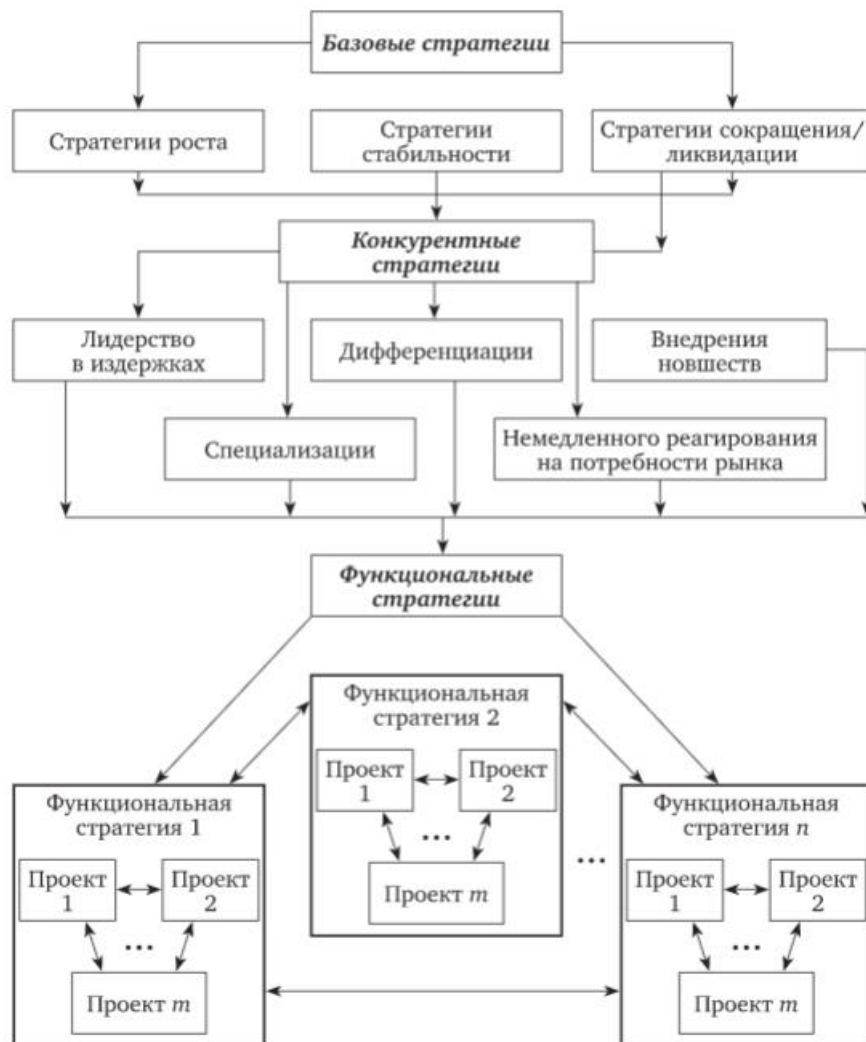 Базовые стратегии
Стратегии роста
Стратегии
стабильности
Стратегии сокращения/
ликвидации
Конкурентные
стратегии
Лидерство
в издержках
Дифференциации
Внедрения
новшеств
Специализации
Немедленного реагирования
на потребности рынка
Функциональные
стратегии
Функциональная
стратегия 2
Проект
1
Проект
2
...
Проект m
Функциональная
стратегия 1
Проект
1
Проект
2
...
Проект m
...
Функциональная
стратегия n
Проект
1
Проект
2
...
Проект m